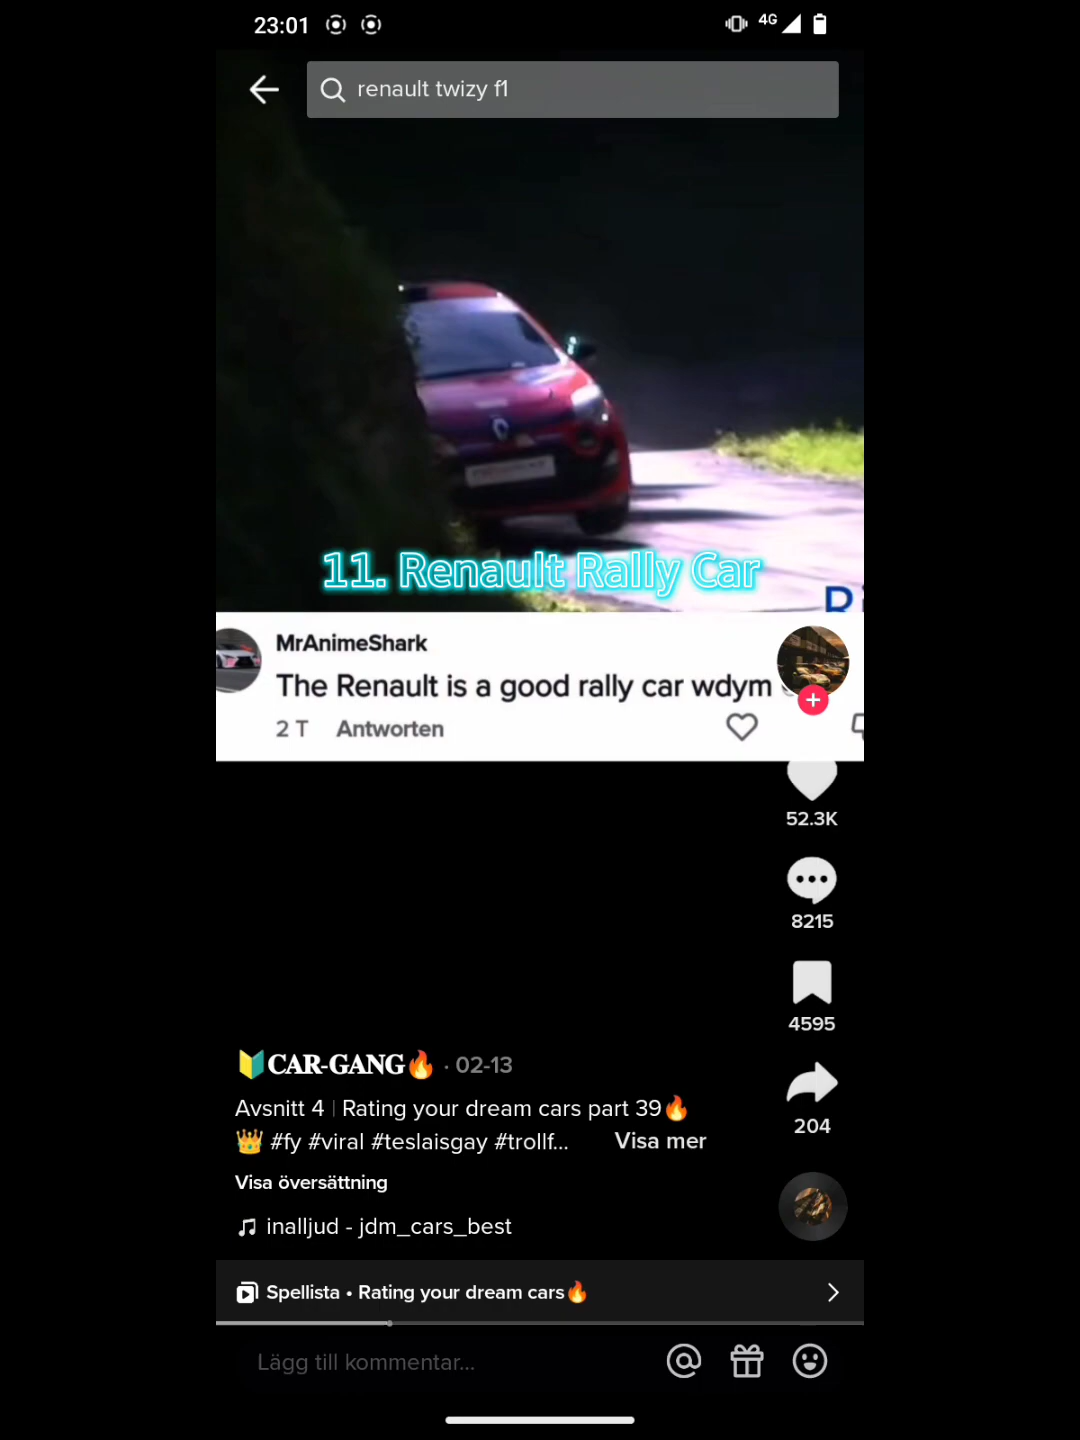 23:01
4G
renault twizy f1
11. Renault Rally Car
MrAnimeShark
The Renault is a good rally car wdym
2 T Antworten
52.3K
8215
4595
204
🔰CAR-GANG🔥 · 02-13
Avsnitt 4 | Rating your dream cars part 39🔥
👑 #fy #viral #teslaisgay #trollf... Visa mer
Visa översättning
inalljud - jdm_cars_best
Spellista • Rating your dream cars🔥
Lägg till kommentar...